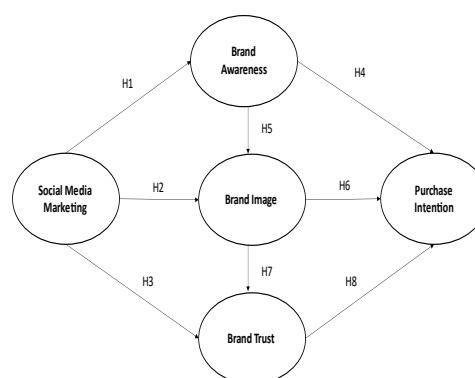 Brand
Awareness
H1
H4
H5
Social Media
Marketing
H2
Brand Image
H6
Purchase
Intention
H3
H7
H8
Brand Trust